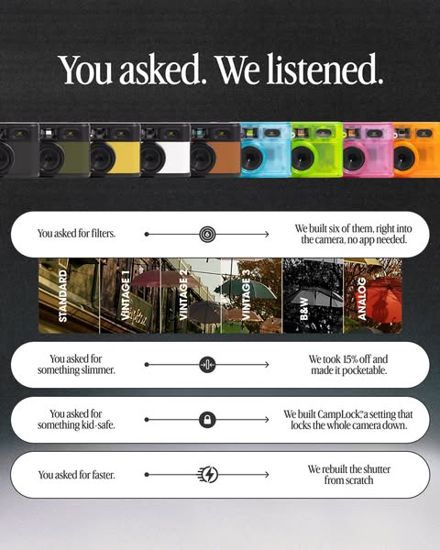 You asked. We listened.
You asked for filters.
We built six of them, right into
the camera, no app needed.
STANDARD
VINTAGE 1
VINTAGE 2
VINTAGE 3
B&W
ANALOG
You asked for
something slimmer.
We took 15% off and
made it pocketable.
You asked for
something kid-safe.
We built CampLock,™ a setting that
locks the whole camera down.
You asked for faster.
We rebuilt the shutter
from scratch